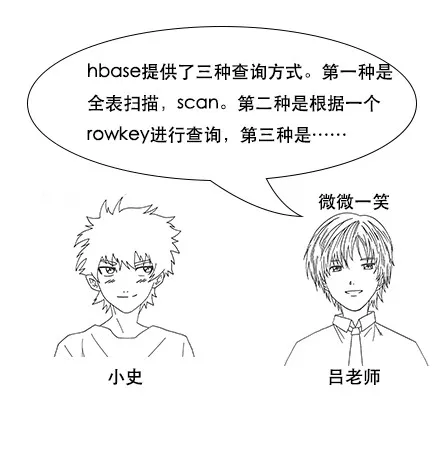 hbase提供了三种查询方式。第一种是
全表扫描，scan。第二种是根据一个
rowkey进行查询，第三种是……
微微一笑
小史
吕老师